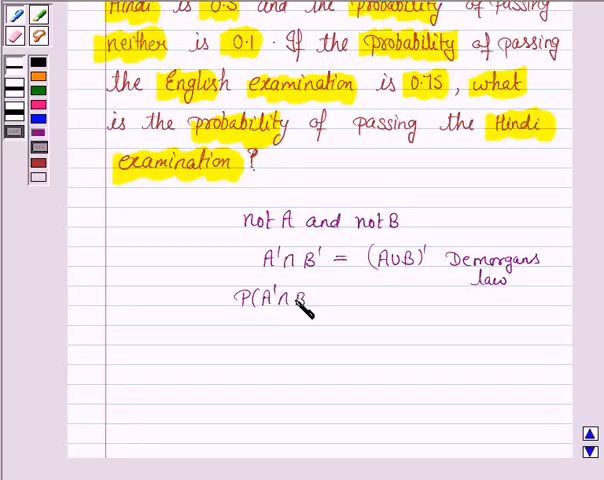 Hindi is 0.5 and the probability of passing
neither is 0.1. If the probability of passing
the English examination is 0.75, what
is the probability of passing the Hindi
examination?
not A and not B
A'∩B' = (A∪B)' Demorgans
law
P(A'∩B